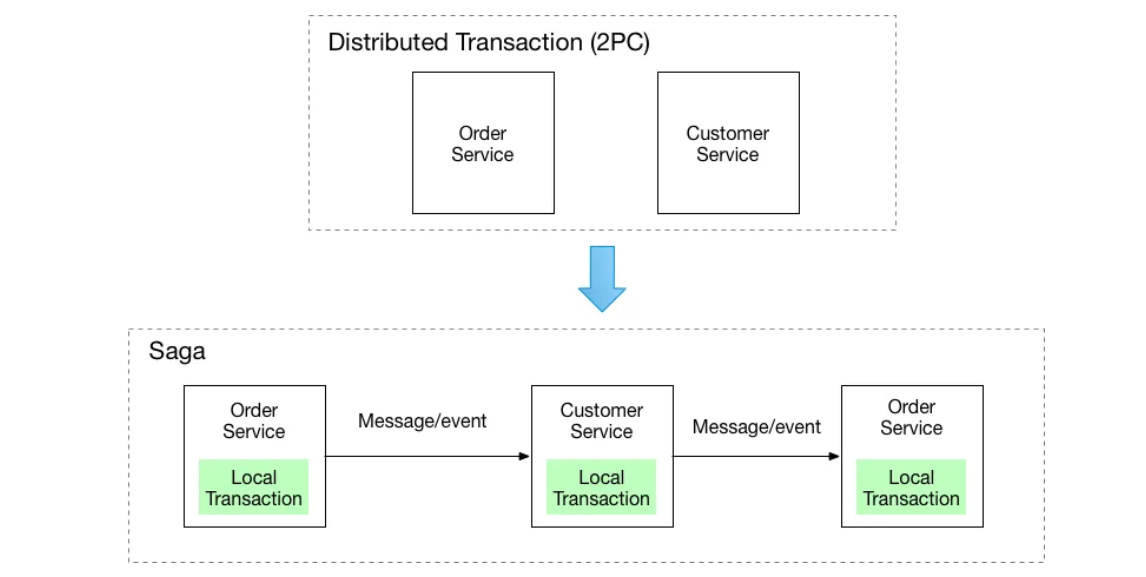 Distributed Transaction (2PC)
Order
Service
Customer
Service
Saga
Order
Service
Local
Transaction
Message/event
Customer
Service
Local
Transaction
Message/event
Order
Service
Local
Transaction